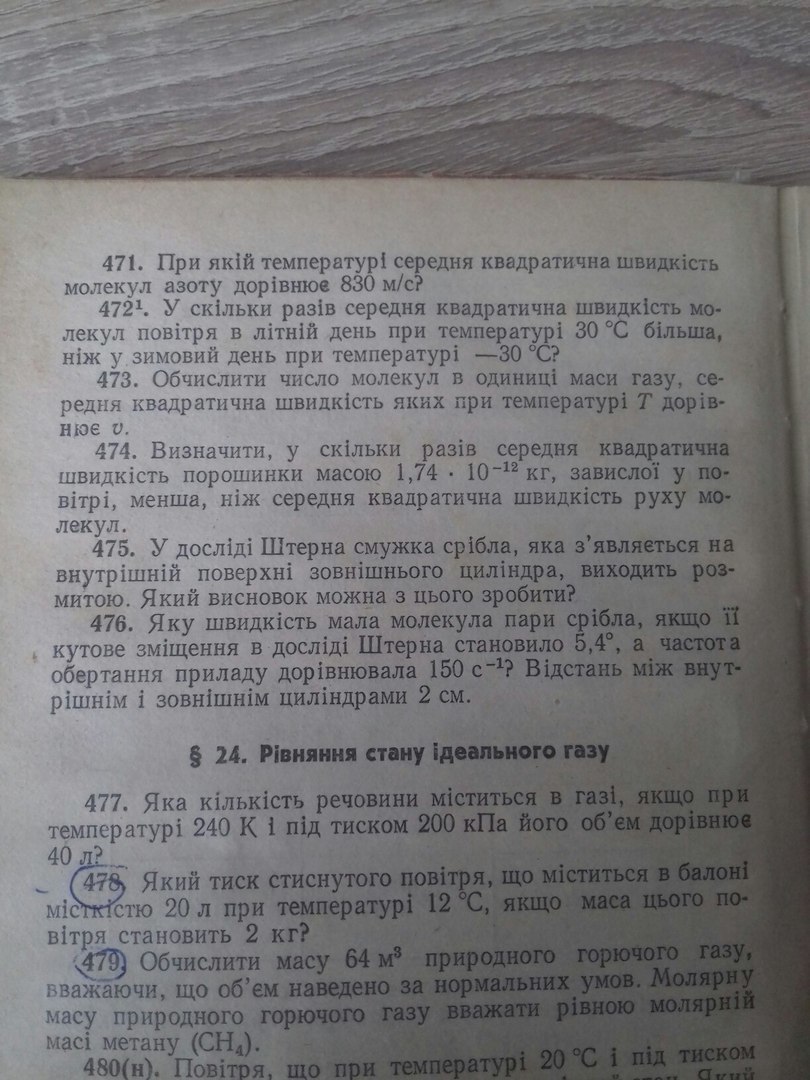 471. При якій температурі середня квадратична швидкість
молекул азоту дорівнює 830 м/с?
472¹. У скільки разів середня квадратична швидкість мо-
лекул повітря в літній день при температурі 30 °С більша,
ніж у зимовий день при температурі —30 °С?
473. Обчислити число молекул в одиниці маси газу, се-
редня квадратична швидкість яких при температурі T дорів-
нює v.
474. Визначити, у скільки разів середня квадратична
швидкість порошинки масою 1,74 · 10⁻¹² кг, завислої у по-
вітрі, менша, ніж середня квадратична швидкість руху мо-
лекул.
475. У досліді Штерна смужка срібла, яка з’являється на
внутрішній поверхні зовнішнього циліндра, виходить роз-
митою. Який висновок можна з цього зробити?
476. Яку швидкість мала молекула пари срібла, якщо її
кутове зміщення в досліді Штерна становило 5,4°, а частота
обертання приладу дорівнювала 150 с⁻¹? Відстань між внут-
рішнім і зовнішнім циліндрами 2 см.
§ 24. Рівняння стану ідеального газу
477. Яка кількість речовини міститься в газі, якщо при
температурі 240 К і під тиском 200 кПа його об’єм дорівнює
40 л?
478. Який тиск стиснутого повітря, що міститься в балоні
місткістю 20 л при температурі 12 °С, якщо маса цього по-
вітря становить 2 кг?
479. Обчислити масу 64 м³ природного горючого газу,
вважаючи, що об’єм наведено за нормальних умов. Молярну
масу природного горючого газу вважати рівною молярній
масі метану (CH₄).
480(н). Повітря, що при температурі 20 °С і під тиском